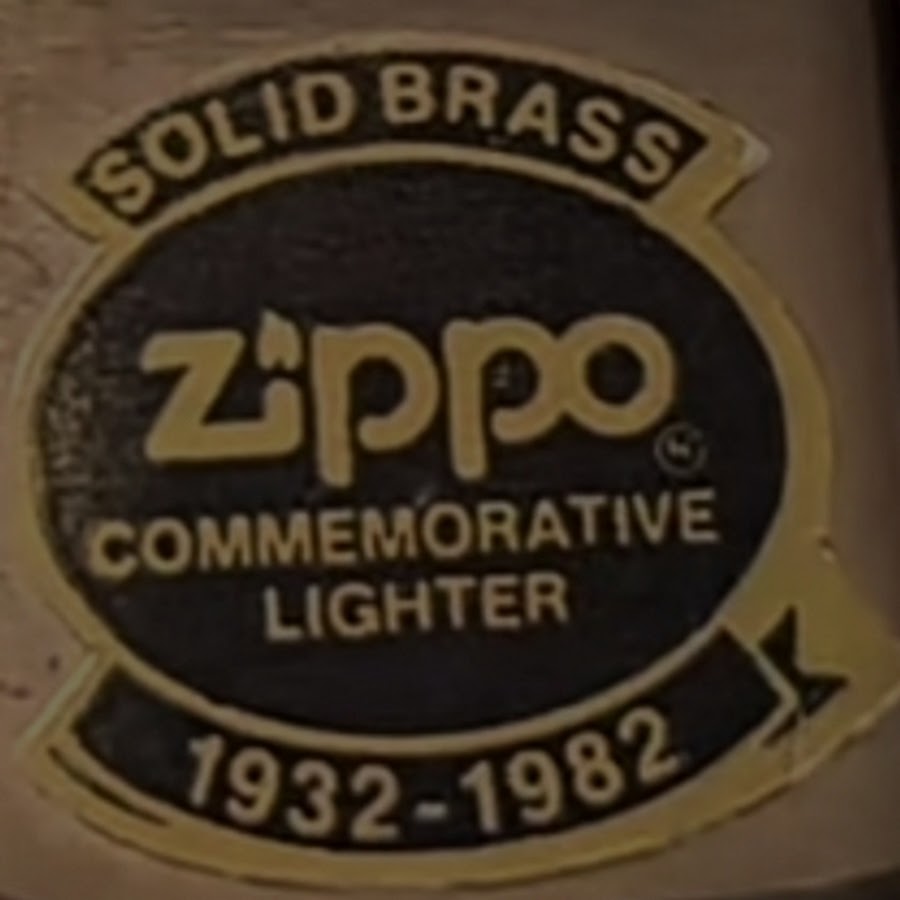 SOLID BRASS
Zippo
COMMEMORATIVE
LIGHTER
1932-1982